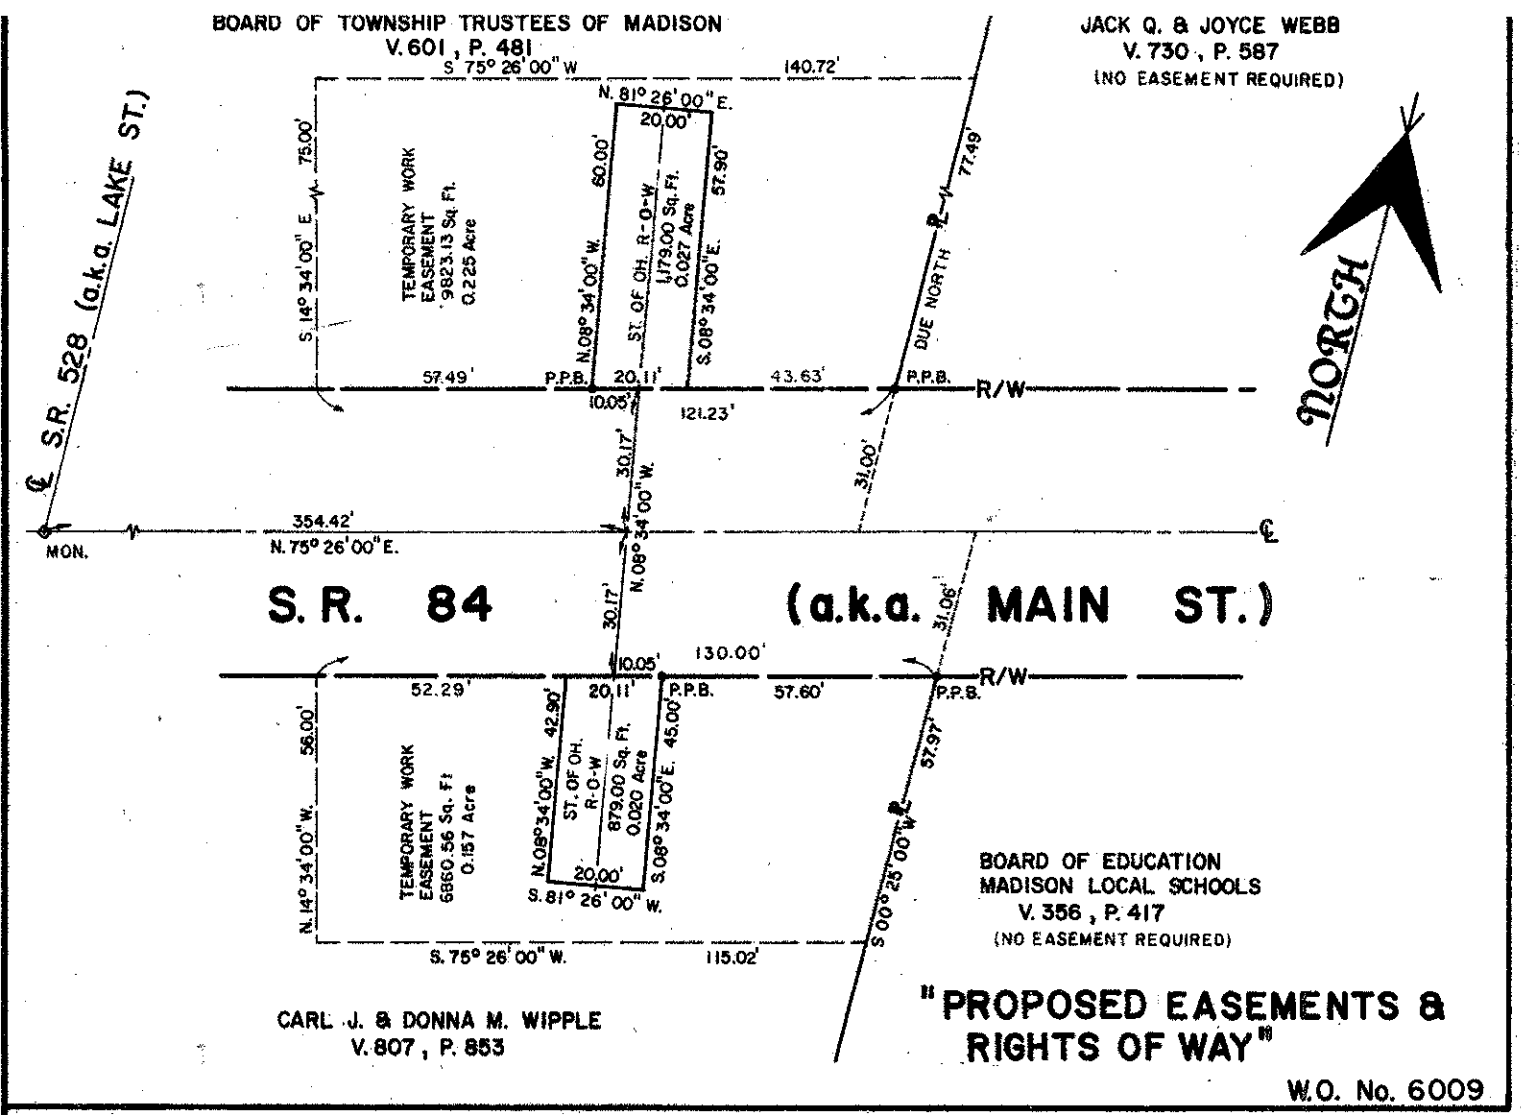 BOARD OF TOWNSHIP TRUSTEES OF MADISON
V.601, P. 481
JACK Q. & JOYCE WEBB
V. 730, P. 587
(NO EASEMENT REQUIRED)
S 75° 26' 00" W
140.72'
N. 81° 26' 00" E.
20.00'
S. 14° 34' 00" E
75.00'
TEMPORARY WORK
EASEMENT
9823.13 Sq. Ft.
0.225 Acre
N. 08° 34' 00" W.
60.00'
ST. OF OH. R-O-W
1,179.00 Sq. Ft.
0.027 Acre
S. 08° 34' 00" E.
57.90'
DUE NORTH
PL
77.49'
NORTH
CL S.R. 528 (a.k.a. LAKE ST.)
57.49'
P.P.B.
20.11'
43.63'
P.P.B.
R/W
10.05'
121.23'
30.17'
31.00'
N. 08° 34' 00" W.
354.42'
CL
MON.
N. 75° 26' 00" E.
S.R. 84 (a.k.a. MAIN ST.)
30.17'
31.06'
10.05'
130.00'
R/W
52.29'
20.11'
P.P.B.
57.60'
P.P.B.
N. 14° 34' 00" W.
56.00'
TEMPORARY WORK
EASEMENT
6860.56 Sq. Ft
0.157 Acre
N. 08° 34' 00" W.
42.90'
ST. OF OH.
R-O-W
879.00 Sq. Ft.
0.020 Acre
S. 08° 34' 00" E.
45.00'
57.97'
PL
S 00° 25' 00" W
20.00'
S. 81° 26' 00" W.
S. 75° 26' 00" W.
115.02'
BOARD OF EDUCATION
MADISON LOCAL SCHOOLS
V. 356, P. 417
(NO EASEMENT REQUIRED)
CARL J. & DONNA M. WIPPLE
V. 807, P. 853
"PROPOSED EASEMENTS &
RIGHTS OF WAY"
W.O. No. 6009